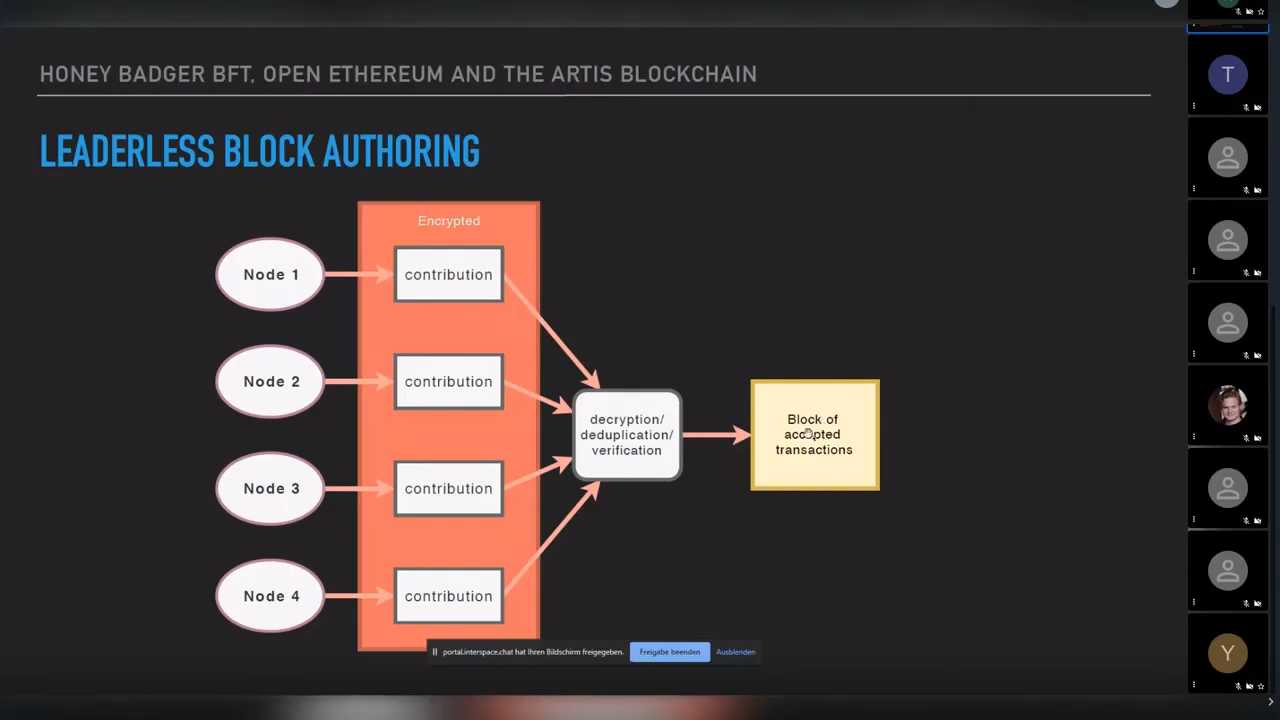 HONEY BADGER BFT, OPEN ETHEREUM AND THE ARTIS BLOCKCHAIN
LEADERLESS BLOCK AUTHORING
Encrypted
Node 1
contribution
Node 2
contribution
Node 3
contribution
Node 4
contribution
decryption/
deduplication/
verification
Block of
accepted
transactions
portal.interspace.chat hat Ihren Bildschirm freigegeben.
Freigabe beenden
Ausblenden
T
Y